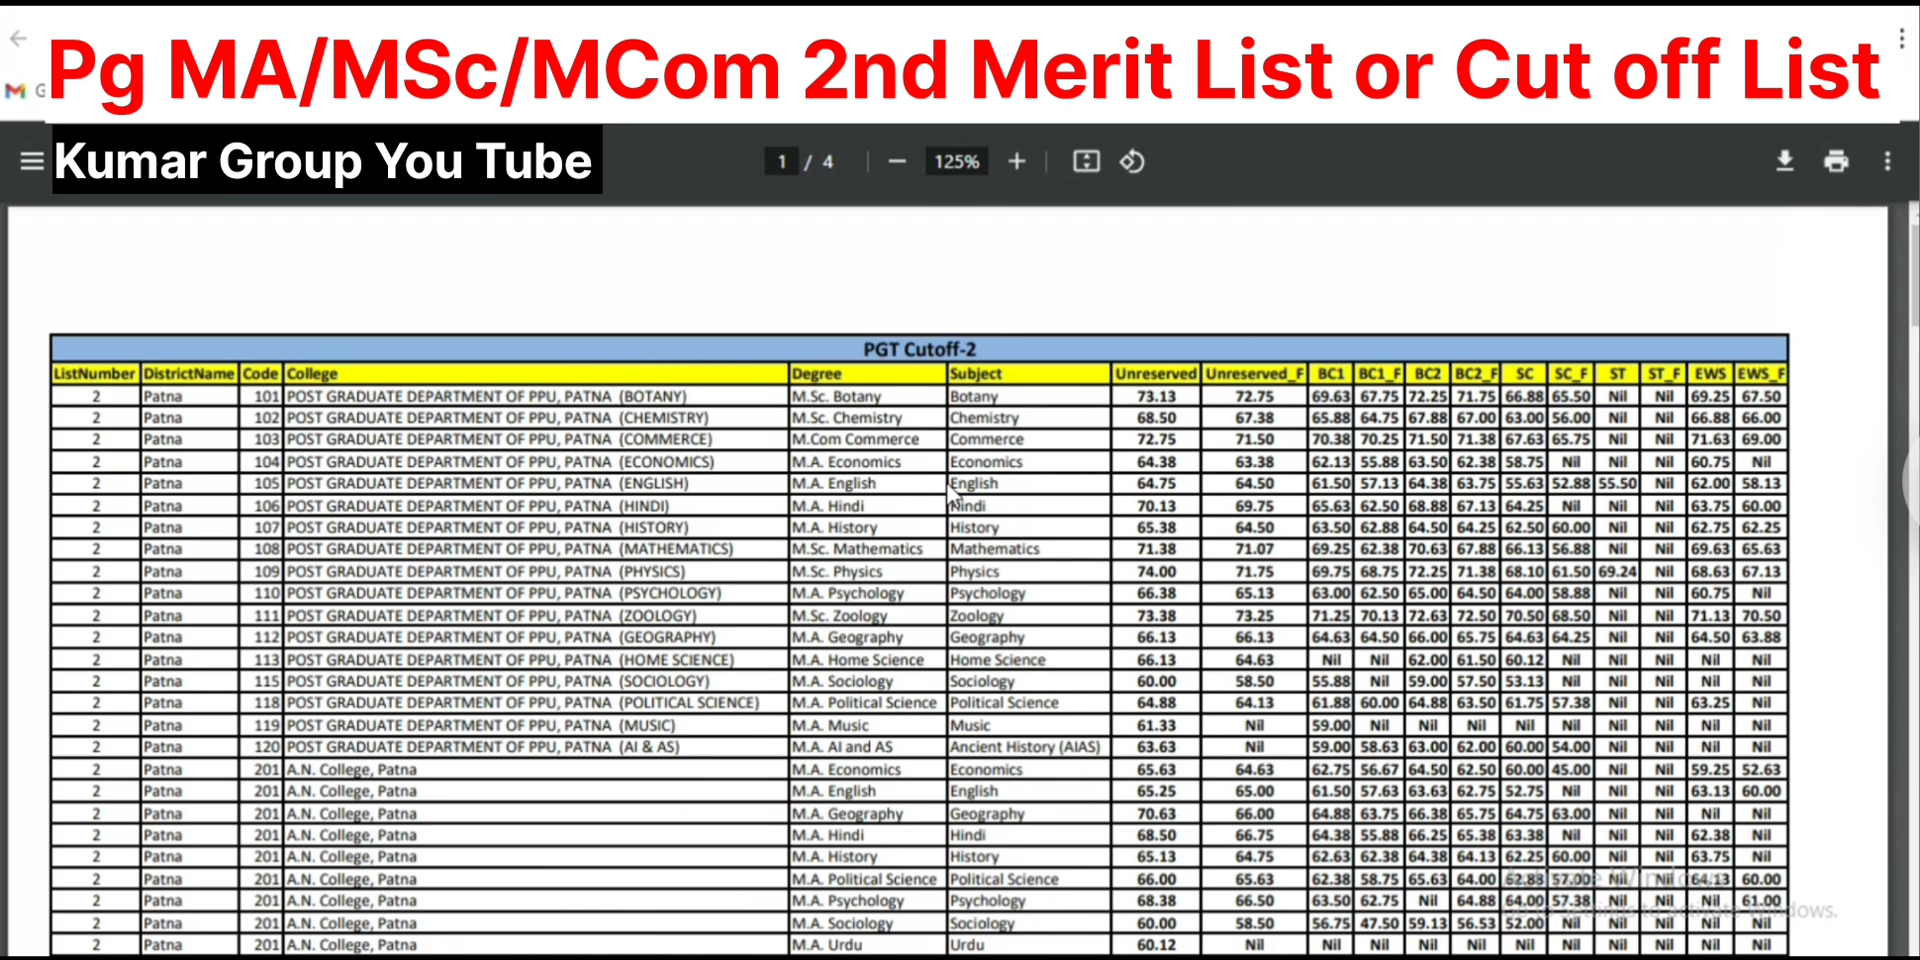 Pg MA/MSc/MCom 2nd Merit List or Cut off List
G
Kumar Group You Tube
1 / 4 — 125% +
PGT Cutoff-2
ListNumber DistrictName Code College Degree Subject Unreserved Unreserved_F BC1 BC1_F BC2 BC2_F SC SC_F ST ST_F EWS EWS_F
2 Patna 101 POST GRADUATE DEPARTMENT OF PPU, PATNA (BOTANY) M.Sc. Botany Botany 73.13 72.75 69.63 67.75 72.25 71.75 66.88 65.50 Nil Nil 69.25 67.50
2 Patna 102 POST GRADUATE DEPARTMENT OF PPU, PATNA (CHEMISTRY) M.Sc. Chemistry Chemistry 68.50 67.38 65.88 64.75 67.88 67.00 63.00 56.00 Nil Nil 66.88 66.00
2 Patna 103 POST GRADUATE DEPARTMENT OF PPU, PATNA (COMMERCE) M.Com Commerce Commerce 72.75 71.50 70.38 70.25 71.50 71.38 67.63 65.75 Nil Nil 71.63 69.00
2 Patna 104 POST GRADUATE DEPARTMENT OF PPU, PATNA (ECONOMICS) M.A. Economics Economics 64.38 63.38 62.13 55.88 63.50 62.38 58.75 Nil Nil Nil 60.75 Nil
2 Patna 105 POST GRADUATE DEPARTMENT OF PPU, PATNA (ENGLISH) M.A. English English 64.75 64.50 61.50 57.13 64.38 63.75 55.63 52.88 55.50 Nil 62.00 58.13
2 Patna 106 POST GRADUATE DEPARTMENT OF PPU, PATNA (HINDI) M.A. Hindi Hindi 70.13 69.75 65.63 62.50 68.88 67.13 64.25 Nil Nil Nil 63.75 60.00
2 Patna 107 POST GRADUATE DEPARTMENT OF PPU, PATNA (HISTORY) M.A. History History 65.38 64.50 63.50 62.88 64.50 64.25 62.50 60.00 Nil Nil 62.75 62.25
2 Patna 108 POST GRADUATE DEPARTMENT OF PPU, PATNA (MATHEMATICS) M.Sc. Mathematics Mathematics 71.38 71.07 69.25 62.38 70.63 67.88 66.13 56.88 Nil Nil 69.63 65.63
2 Patna 109 POST GRADUATE DEPARTMENT OF PPU, PATNA (PHYSICS) M.Sc. Physics Physics 74.00 71.75 69.75 68.75 72.25 71.38 68.10 61.50 69.24 Nil 68.63 67.13
2 Patna 110 POST GRADUATE DEPARTMENT OF PPU, PATNA (PSYCHOLOGY) M.A. Psychology Psychology 66.38 65.13 63.00 62.50 65.00 64.50 64.00 58.88 Nil Nil 60.75 Nil
2 Patna 111 POST GRADUATE DEPARTMENT OF PPU, PATNA (ZOOLOGY) M.Sc. Zoology Zoology 73.38 73.25 71.25 70.13 72.63 72.50 70.50 68.50 Nil Nil 71.13 70.50
2 Patna 112 POST GRADUATE DEPARTMENT OF PPU, PATNA (GEOGRAPHY) M.A. Geography Geography 66.13 66.13 64.63 64.50 66.00 65.75 64.63 64.25 Nil Nil 64.50 63.88
2 Patna 113 POST GRADUATE DEPARTMENT OF PPU, PATNA (HOME SCIENCE) M.A. Home Science Home Science 66.13 64.63 Nil Nil 62.00 61.50 60.12 Nil Nil Nil Nil Nil
2 Patna 115 POST GRADUATE DEPARTMENT OF PPU, PATNA (SOCIOLOGY) M.A. Sociology Sociology 60.00 58.50 55.88 Nil 59.00 57.50 53.13 Nil Nil Nil Nil Nil
2 Patna 118 POST GRADUATE DEPARTMENT OF PPU, PATNA (POLITICAL SCIENCE) M.A. Political Science Political Science 64.88 64.13 61.88 60.00 64.88 63.50 61.75 57.38 Nil Nil 63.25 Nil
2 Patna 119 POST GRADUATE DEPARTMENT OF PPU, PATNA (MUSIC) M.A. Music Music 61.33 Nil 59.00 Nil Nil Nil Nil Nil Nil Nil Nil Nil
2 Patna 120 POST GRADUATE DEPARTMENT OF PPU, PATNA (AI & AS) M.A. AI and AS Ancient History (AIAS) 63.63 Nil 59.00 58.63 63.00 62.00 60.00 54.00 Nil Nil Nil Nil
2 Patna 201 A.N. College, Patna M.A. Economics Economics 65.63 64.63 62.75 56.67 64.50 62.50 60.00 45.00 Nil Nil 59.25 52.63
2 Patna 201 A.N. College, Patna M.A. English English 65.25 65.00 61.50 57.63 63.63 62.75 52.75 Nil Nil Nil 63.13 60.00
2 Patna 201 A.N. College, Patna M.A. Geography Geography 70.63 66.00 64.88 63.75 66.38 65.75 64.75 63.00 Nil Nil Nil Nil
2 Patna 201 A.N. College, Patna M.A. Hindi Hindi 68.50 66.75 64.38 55.88 66.25 65.38 63.38 Nil Nil Nil 62.38 Nil
2 Patna 201 A.N. College, Patna M.A. History History 65.13 64.75 62.63 62.38 64.38 64.13 62.25 60.00 Nil Nil 63.75 Nil
2 Patna 201 A.N. College, Patna M.A. Political Science Political Science 66.00 65.63 62.38 58.75 65.63 64.00 62.88 57.00 Nil Nil 64.13 60.00
2 Patna 201 A.N. College, Patna M.A. Psychology Psychology 68.38 66.50 63.50 62.75 Nil 64.88 64.00 57.38 Nil Nil Nil 61.00
2 Patna 201 A.N. College, Patna M.A. Sociology Sociology 60.00 58.50 56.75 47.50 59.13 56.53 52.00 Nil Nil Nil Nil Nil
2 Patna 201 A.N. College, Patna M.A. Urdu Urdu 60.12 Nil Nil Nil Nil Nil Nil Nil Nil Nil Nil Nil
Activate Windows
Go to Settings to activate Windows.